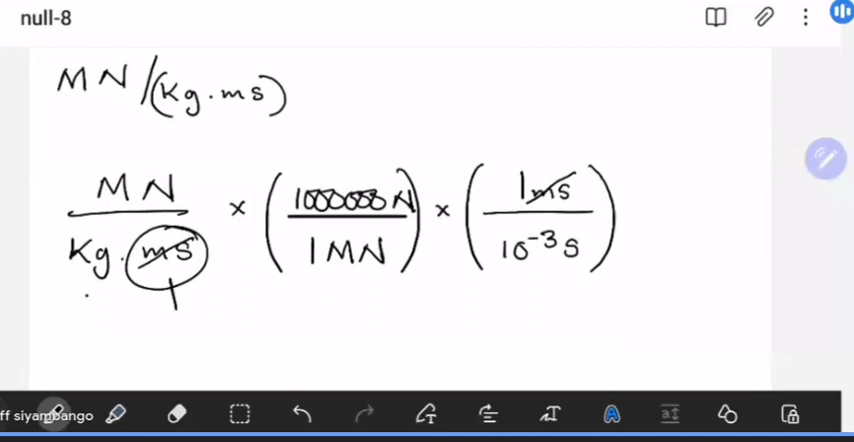 null-8
MN/(kg.ms)
MN/kg.ms × (1000000N/1MN) × (1ms/10⁻³s)
ff siyambango